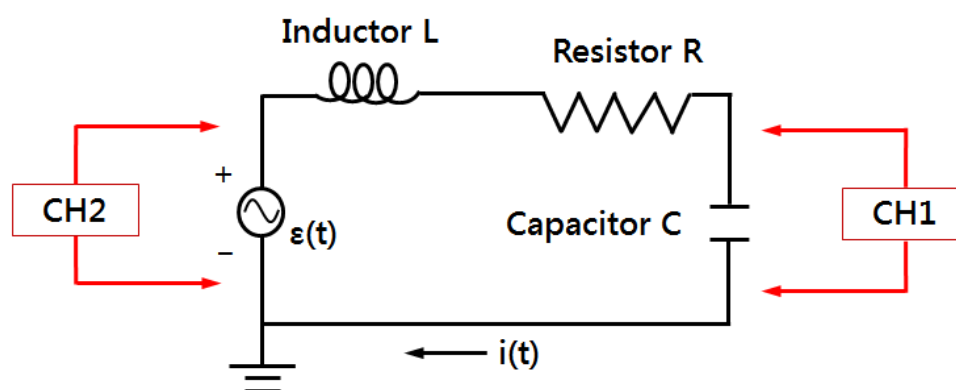 Inductor L
Resistor R
+
CH2
ε(t)
−
Capacitor C
CH1
i(t)